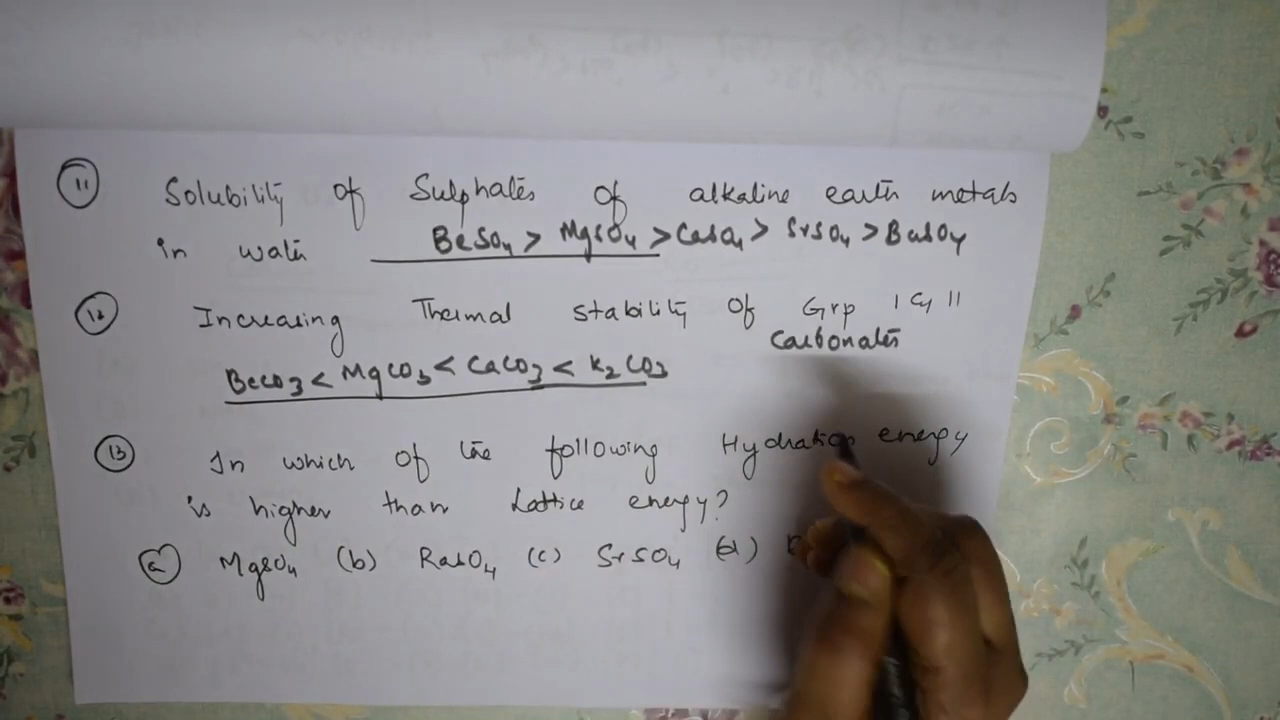 11 Solubility of Sulphates of alkaline earth metals
in water BeSO4 > MgSO4 > CaSO4 > SrSO4 > BaSO4
12 Increasing Thermal stability of Grp I & II
Carbonates
BeCO3 < MgCO3 < CaCO3 < K2CO3
13 In which of the following Hydration energy
is higher than Lattice energy?
(a) MgSO4 (b) RaSO4 (c) SrSO4 (d)